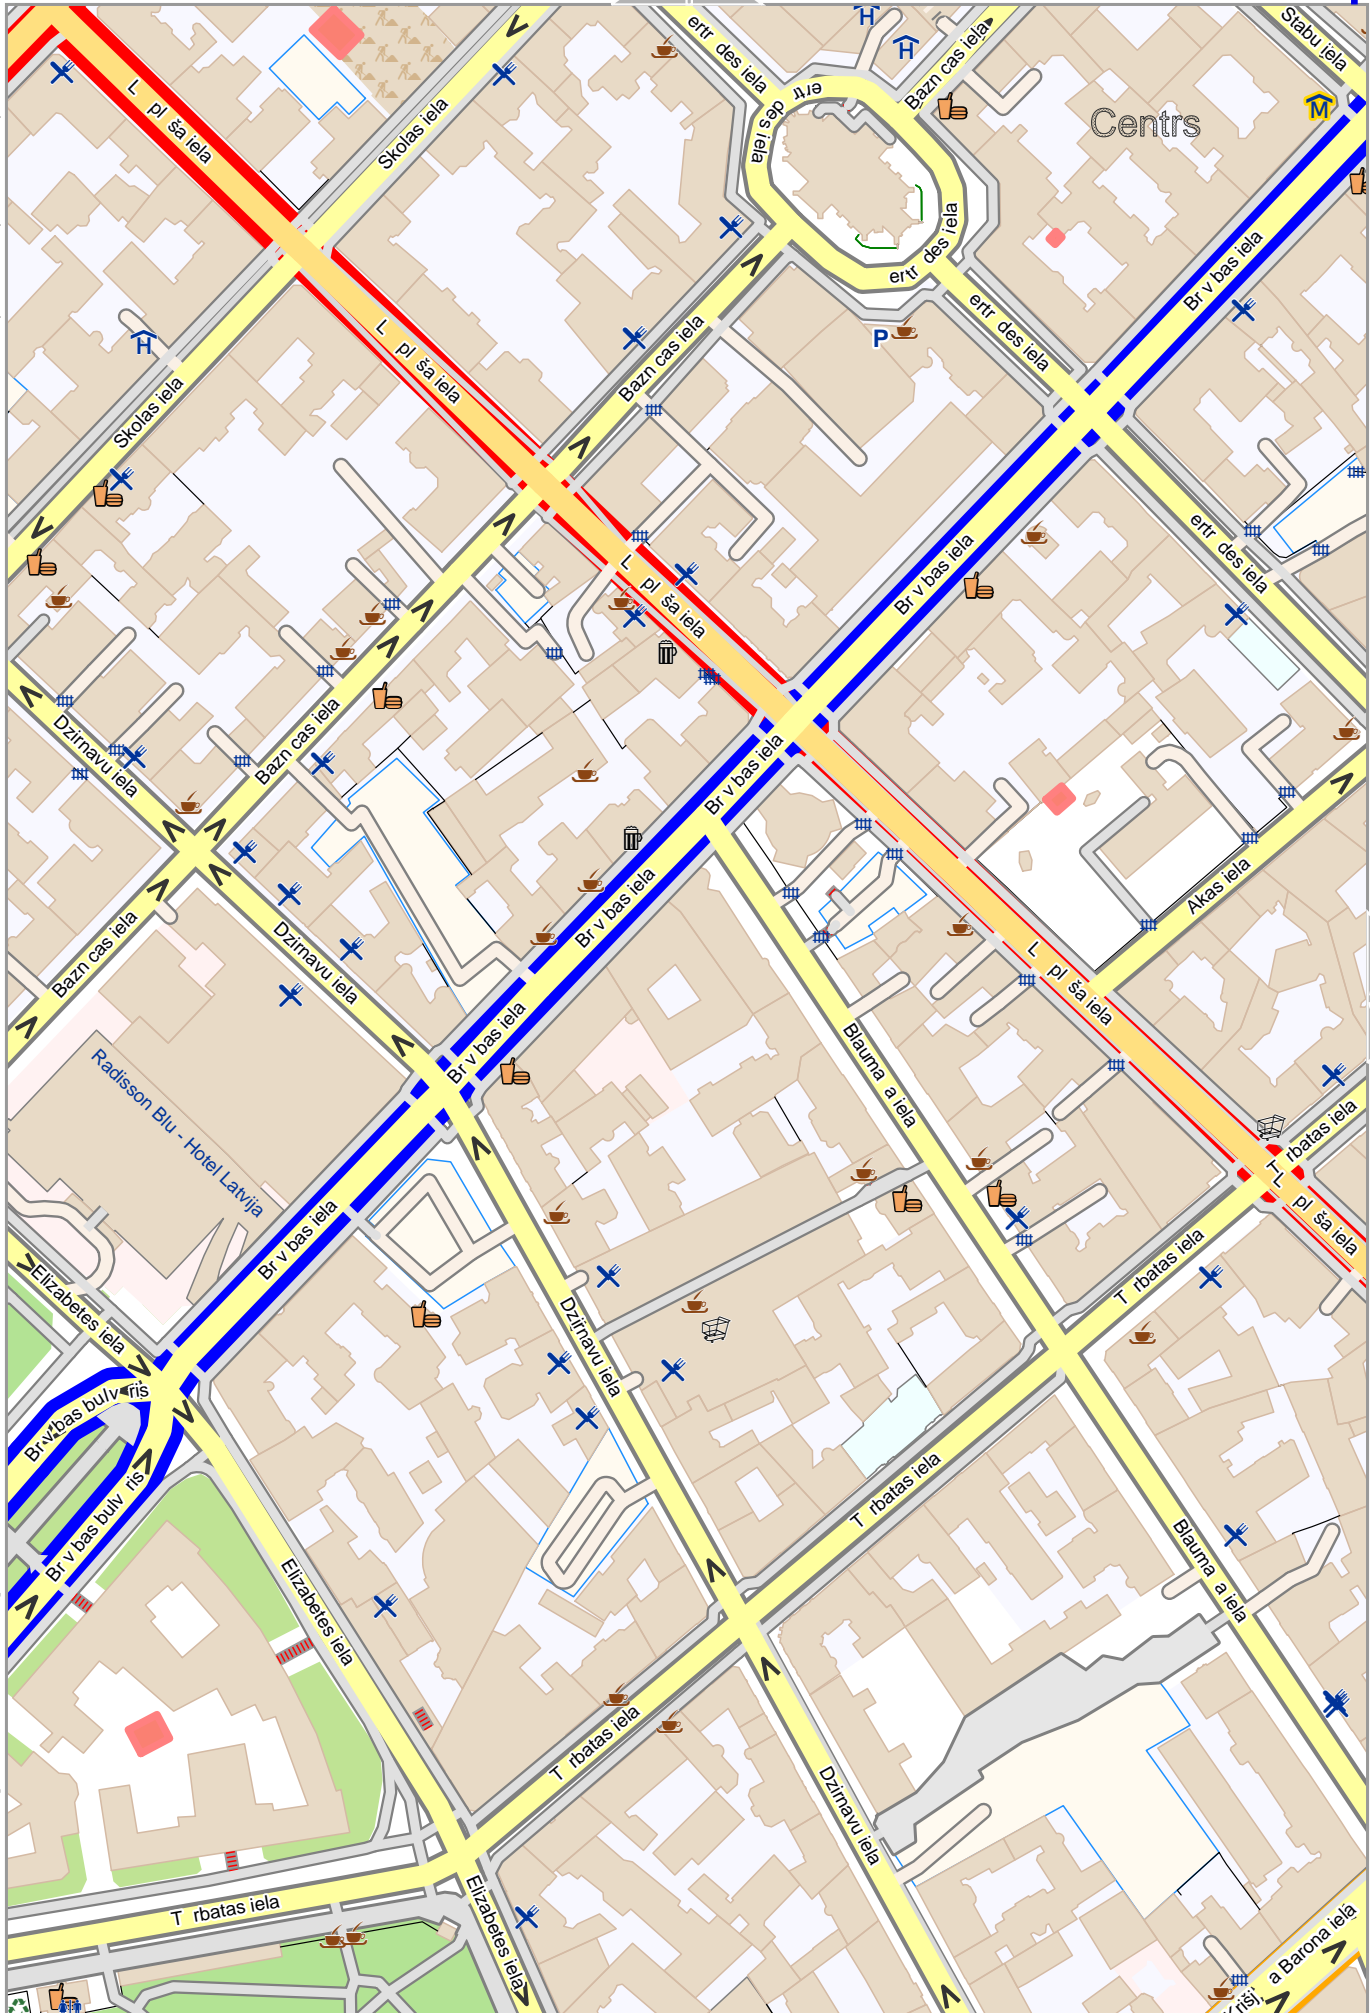 ertr des iela
Bazn cas iela
Stabu iela
H
H
M
Centrs
L pl ša iela
Skolas iela
ertr des iela
ertr des iela
Br v bas iela
P
ertr des iela
H
L pl ša iela
Bazn cas iela
Skolas iela
Br v bas iela
ertr des iela
L pl ša iela
Dzirnavu iela
Bazn cas iela
Br v bas iela
Akas iela
Br v bas iela
Bazn cas iela
Dzirnavu iela
L pl ša iela
Br v bas iela
Blauma a iela
Radisson Blu - Hotel Latvija
T rbatas iela
L pl ša iela
Br v bas iela
Elizabetes iela
T rbatas iela
Dzirnavu iela
Br v bas bulv ris
T rbatas iela
Br v bas bulv ris
Blauma a iela
Elizabetes iela
T rbatas iela
Dzirnavu iela
T rbatas iela
Elizabetes iela
Krišj a Barona iela